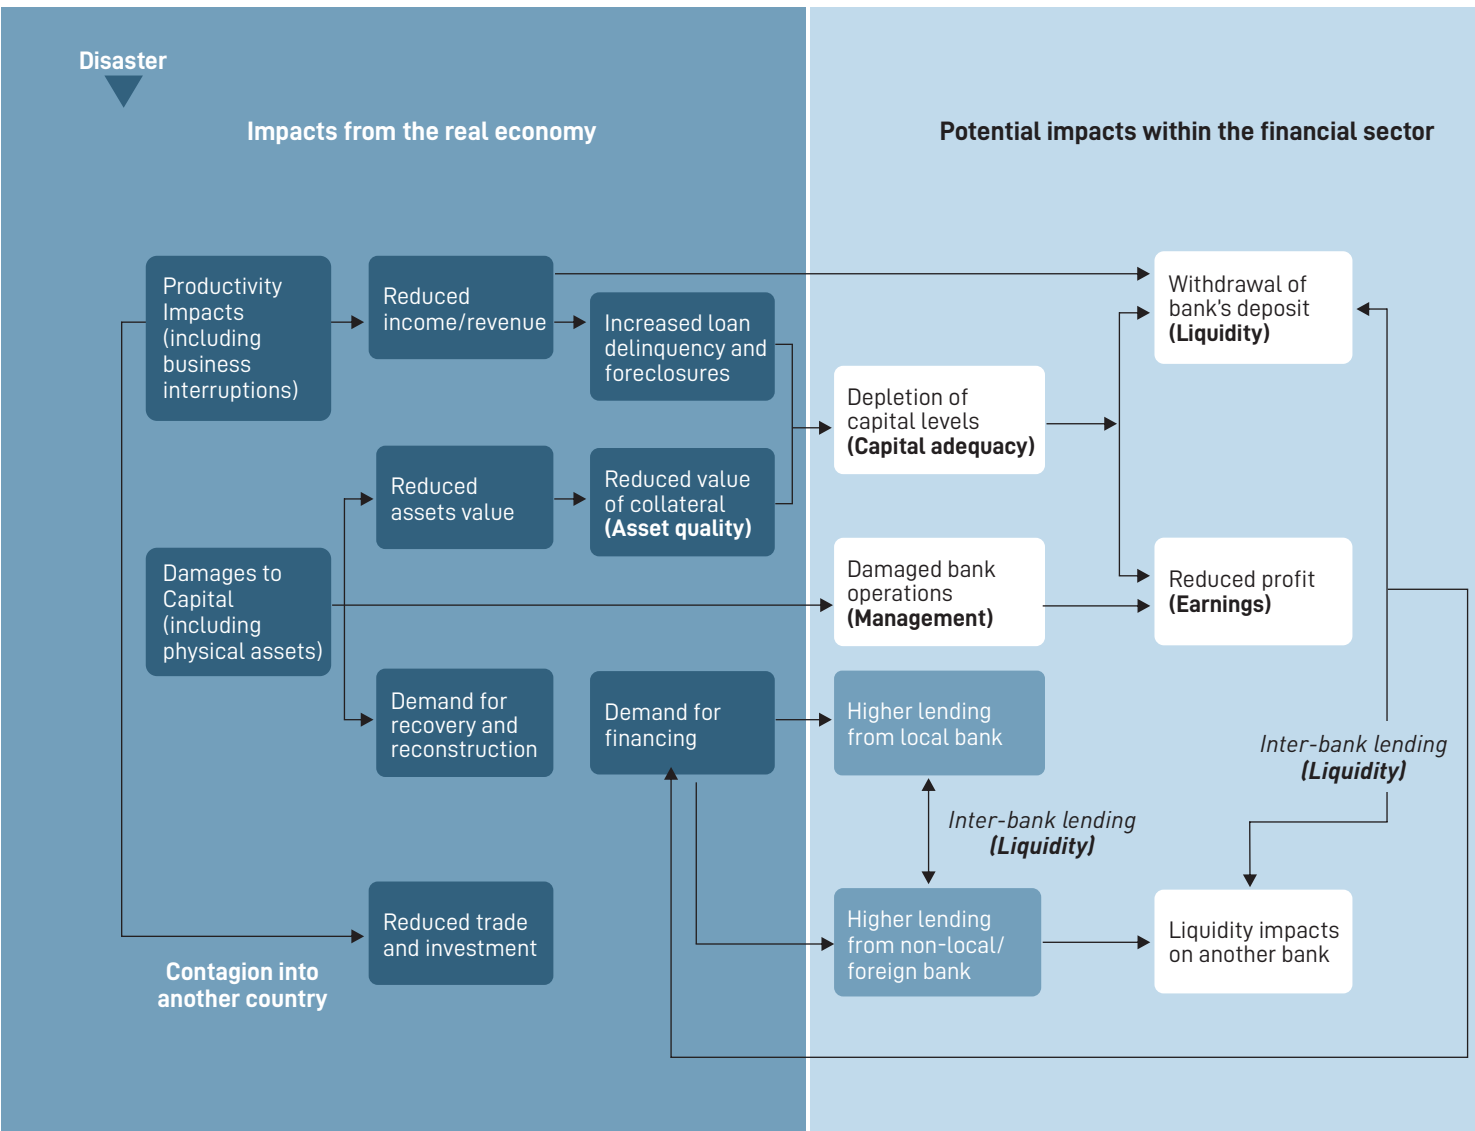 Disaster
Impacts from the real economy
Potential impacts within the financial sector
Productivity
Impacts
(including
business
interruptions)
Reduced
income/revenue
Increased loan
delinquency and
foreclosures
Withdrawal of
bank's deposit
(Liquidity)
Depletion of
capital levels
(Capital adequacy)
Reduced
assets value
Reduced value
of collateral
(Asset quality)
Damages to
Capital
(including
physical assets)
Damaged bank
operations
(Management)
Reduced profit
(Earnings)
Demand for
recovery and
reconstruction
Demand for
financing
Higher lending
from local bank
Inter-bank lending
(Liquidity)
Inter-bank lending
(Liquidity)
Reduced trade
and investment
Higher lending
from non-local/
foreign bank
Liquidity impacts
on another bank
Contagion into
another country